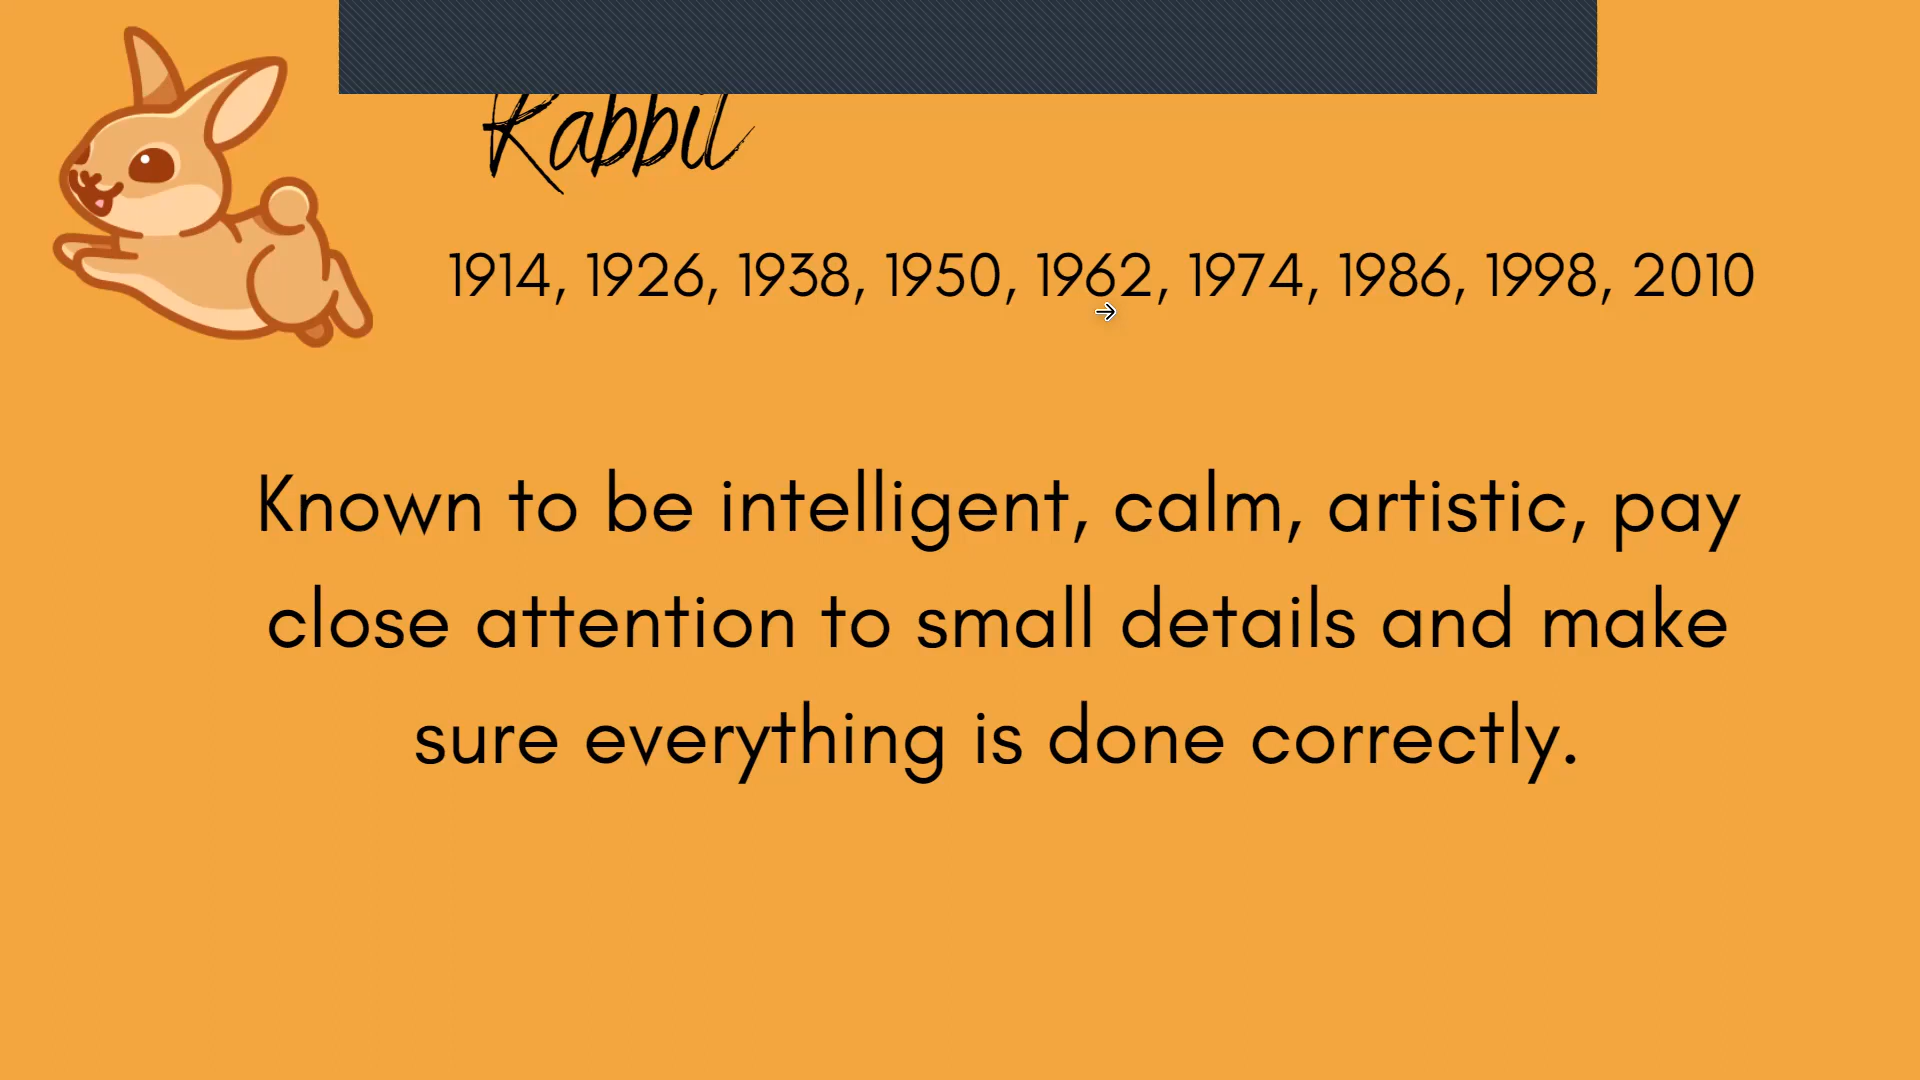 Rabbit
1914, 1926, 1938, 1950, 1962, 1974, 1986, 1998, 2010
Known to be intelligent, calm, artistic, pay
close attention to small details and make
sure everything is done correctly.